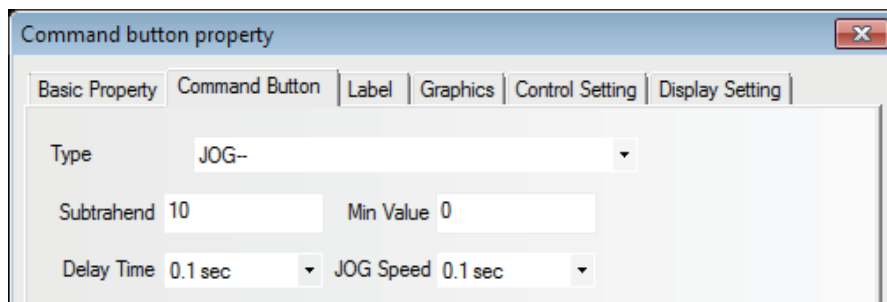 Command button property
Basic Property Command Button Label Graphics Control Setting Display Setting
Type JOG--
Subtrahend 10 Min Value 0
Delay Time 0.1 sec JOG Speed 0.1 sec